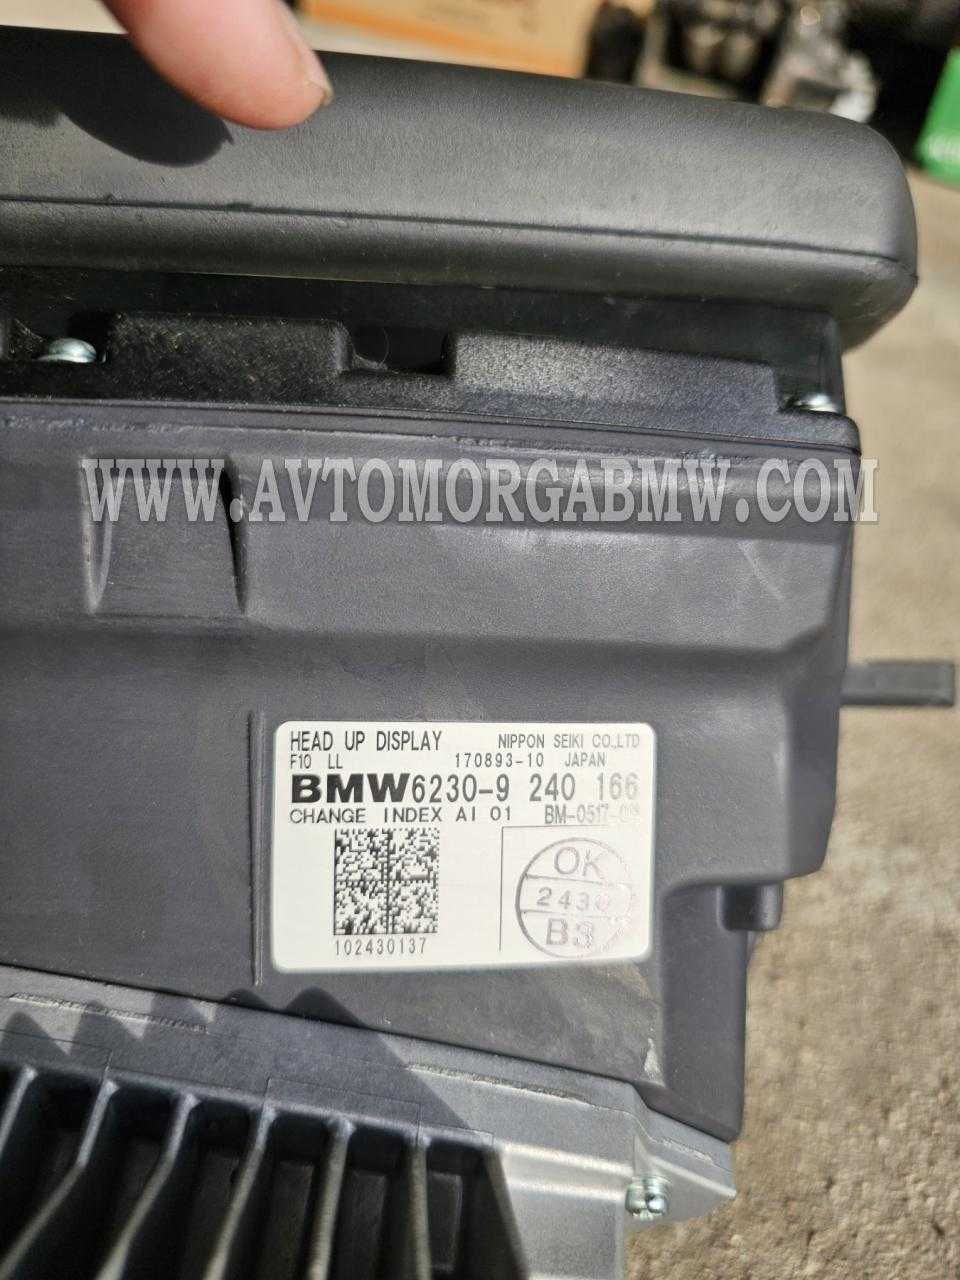 WWW.AVTOMORGABMW.COM
HEAD UP DISPLAY NIPPON SEIKI CO.,LTD
F10 LL 170893-10 JAPAN
BMW6230-9 240 166
CHANGE INDEX AI 01
102430137
OK
B3